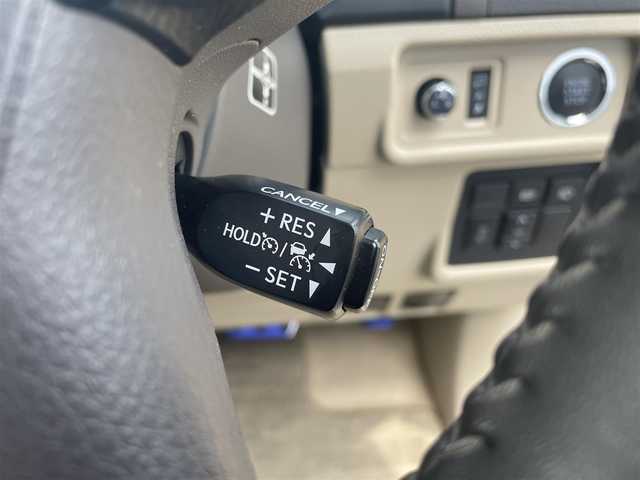 CANCEL▼
+ RES ▲
HOLD /
− SET ▼